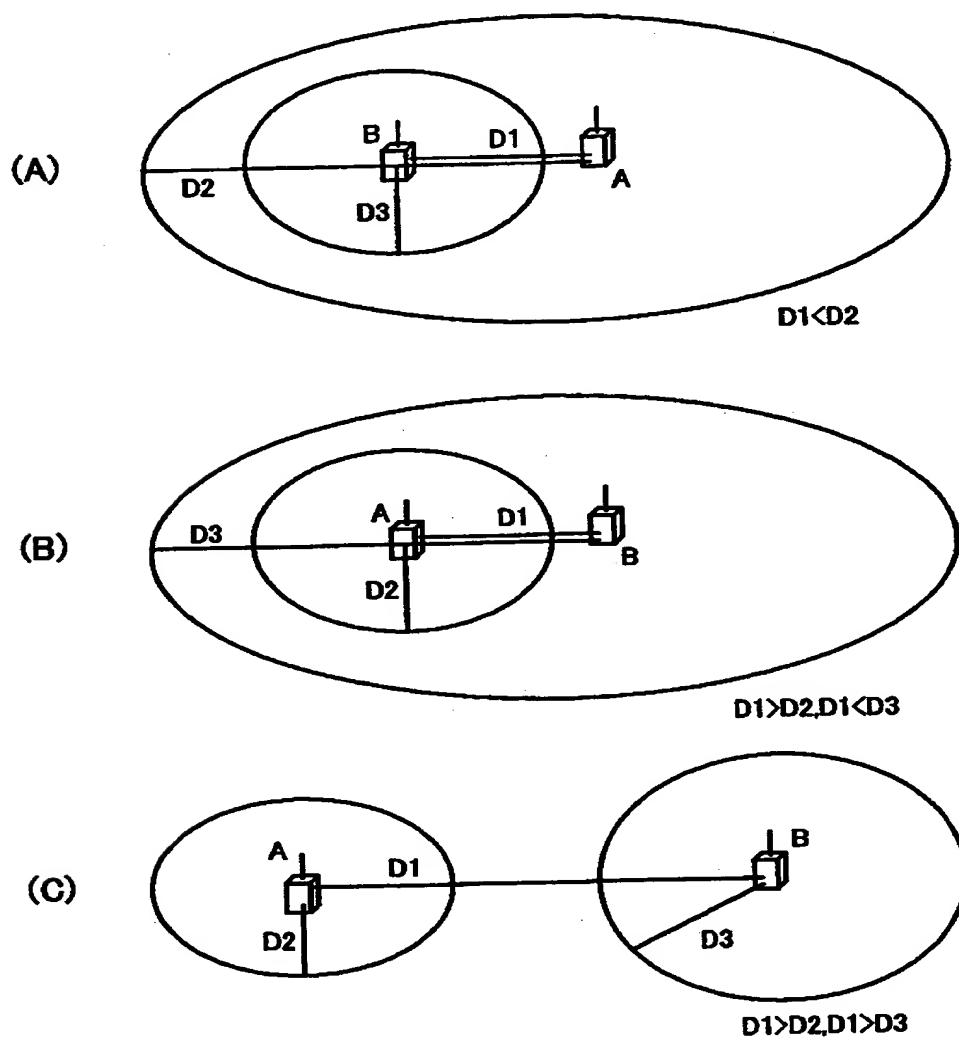 (A)
B
D1
A
D2
D3
D1<D2
(B)
A
D1
B
D3
D2
D1>D2,D1<D3
(C)
A
D1
B
D2
D3
D1>D2,D1>D3